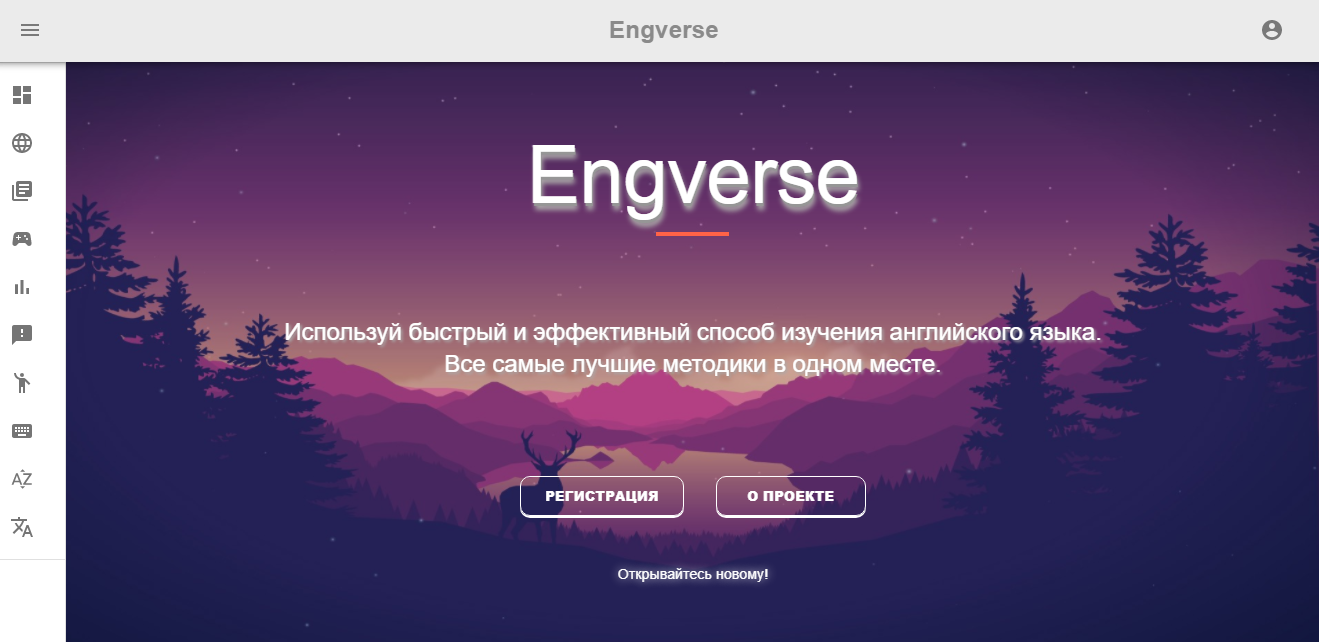 Engverse
Engverse
Используй быстрый и эффективный способ изучения английского языка.
Все самые лучшие методики в одном месте.
РЕГИСТРАЦИЯ
О ПРОЕКТЕ
Открывайтесь новому!